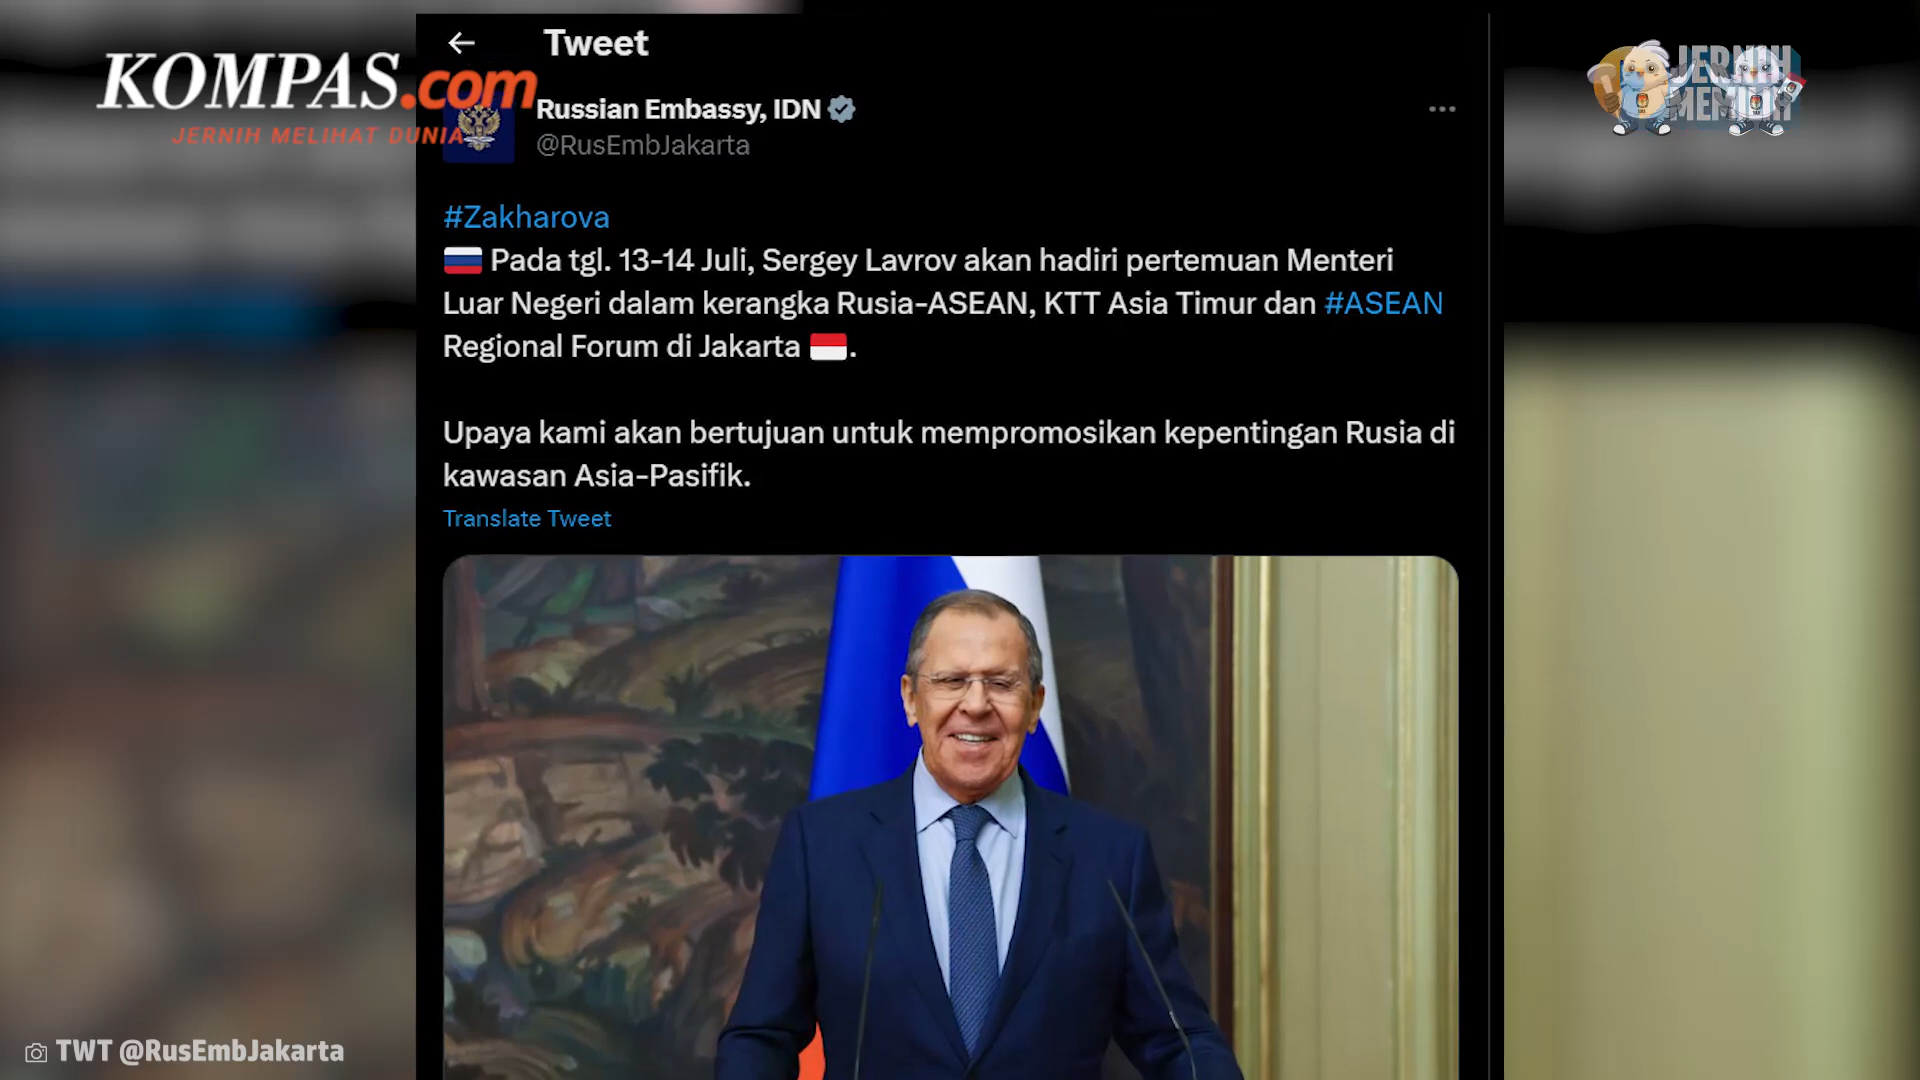 Tweet
KOMPAS.com
JERNIH MELIHAT DUNIA
Russian Embassy, IDN
@RusEmbJakarta
JERNIH
MEMILIH
#Zakharova
Pada tgl. 13-14 Juli, Sergey Lavrov akan hadiri pertemuan Menteri
Luar Negeri dalam kerangka Rusia-ASEAN, KTT Asia Timur dan #ASEAN
Regional Forum di Jakarta .
Upaya kami akan bertujuan untuk mempromosikan kepentingan Rusia di
kawasan Asia-Pasifik.
Translate Tweet
TWT @RusEmbJakarta